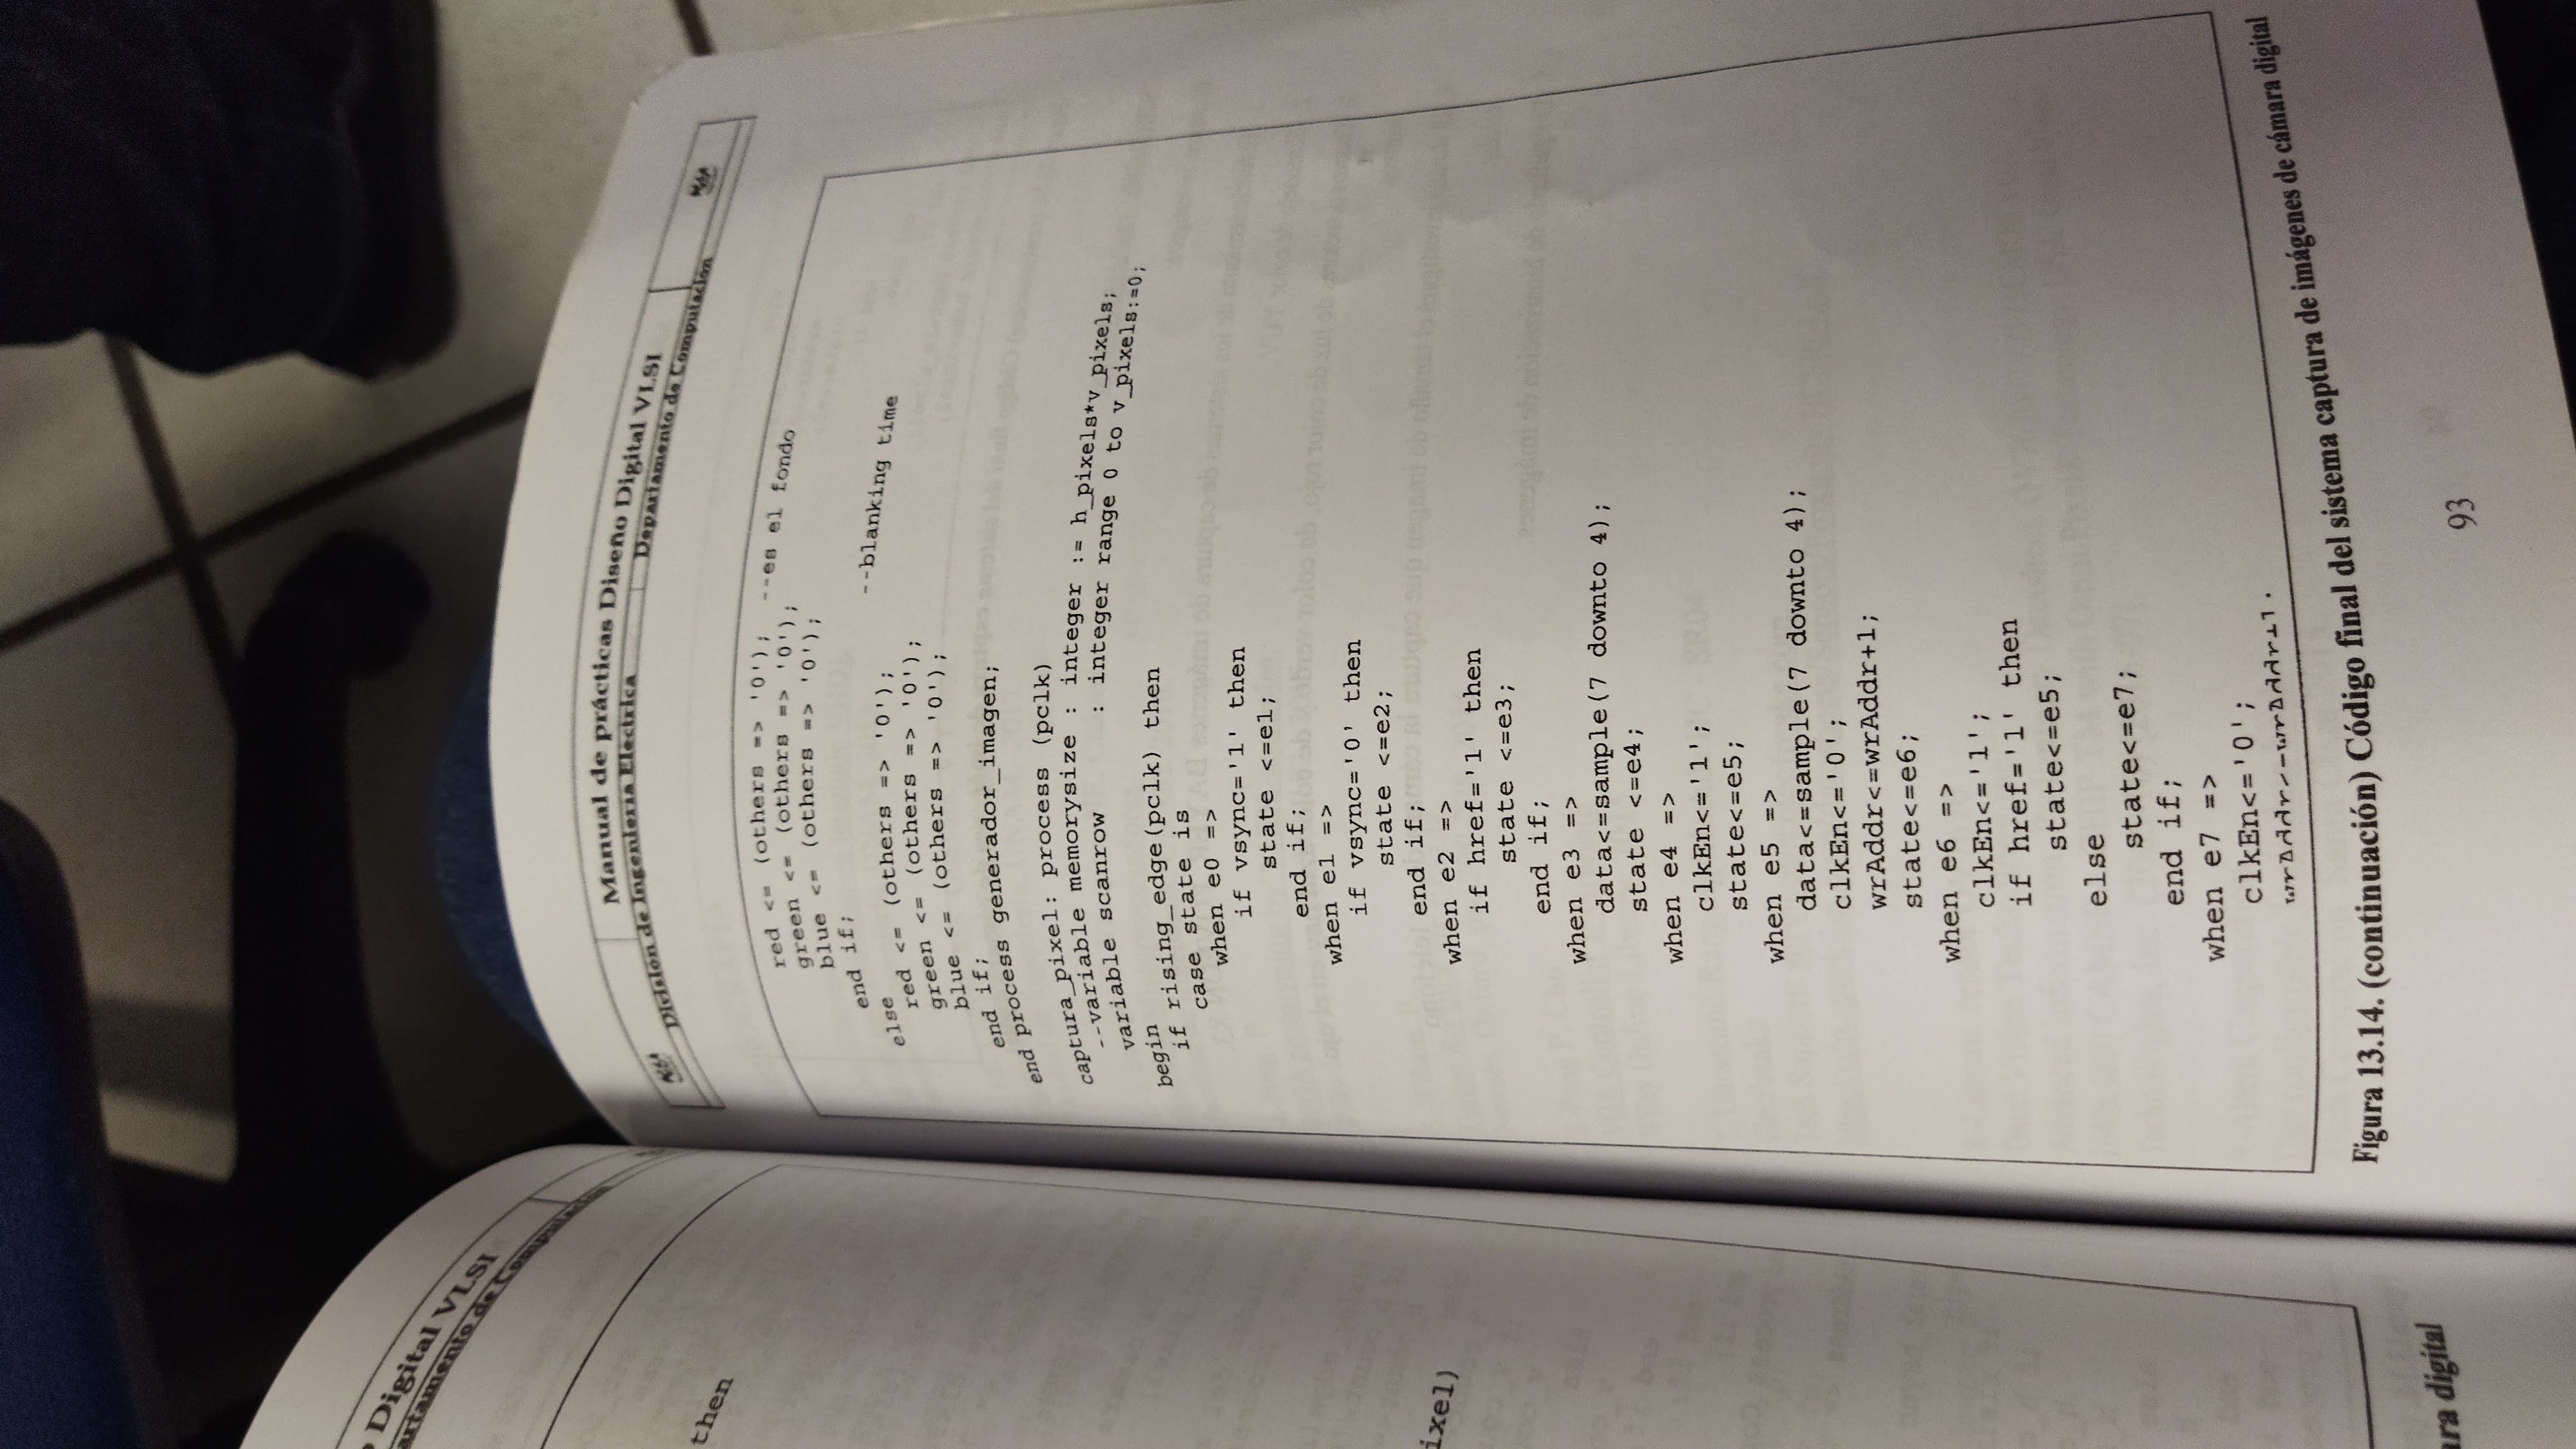 Digital VLSI
artamento de Computación
then
ixel)
ara digital
Manual de prácticas Diseño Digital VLSI
División de Ingeniería Eléctrica Departamento de Computación
red <= (others => '0'); --es el fondo
green <= (others => '0');
blue <= (others => '0');
end if;
else --blanking time
red <= (others => '0');
green <= (others => '0');
blue <= (others => '0');
end if;
end process generador_imagen;
captura_pixel: process (pclk)
--variable memorysize : integer := h_pixels*v_pixels;
variable scanrow : integer range 0 to v_pixels:=0;
begin
if rising_edge(pclk) then
case state is
when e0 =>
if vsync='1' then
state <=e1;
end if;
when e1 =>
if vsync='0' then
state <=e2;
end if;
when e2 =>
if href='1' then
state <=e3;
end if;
when e3 =>
data<=sample(7 downto 4);
state <=e4;
when e4 =>
clkEn<='1';
state<=e5;
when e5 =>
data<=sample(7 downto 4);
clkEn<='0';
wrAddr<=wrAddr+1;
state<=e6;
when e6 =>
clkEn<='1';
if href='1' then
state<=e5;
else
state<=e7;
end if;
when e7 =>
clkEn<='0';
wrAddr<=wrAddr+1;
Figura 13.14. (continuación) Código final del sistema captura de imágenes de cámara digital
93